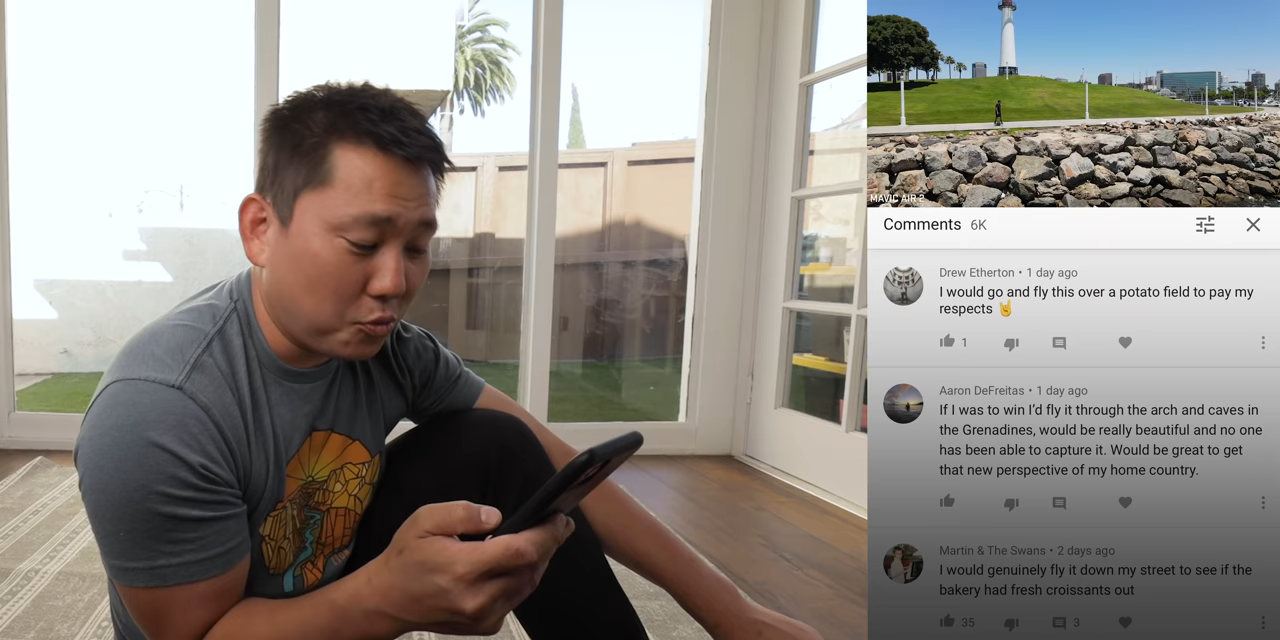 MAVIC AIR 2
Comments 6K
Drew Etherton • 1 day ago
I would go and fly this over a potato field to pay my
respects 🤘
1
Aaron DeFreitas • 1 day ago
If I was to win I’d fly it through the arch and caves in
the Grenadines, would be really beautiful and no one
has been able to capture it. Would be great to get
that new perspective of my home country.
Martin & The Swans • 2 days ago
I would genuinely fly it down my street to see if the
bakery had fresh croissants out
35 3